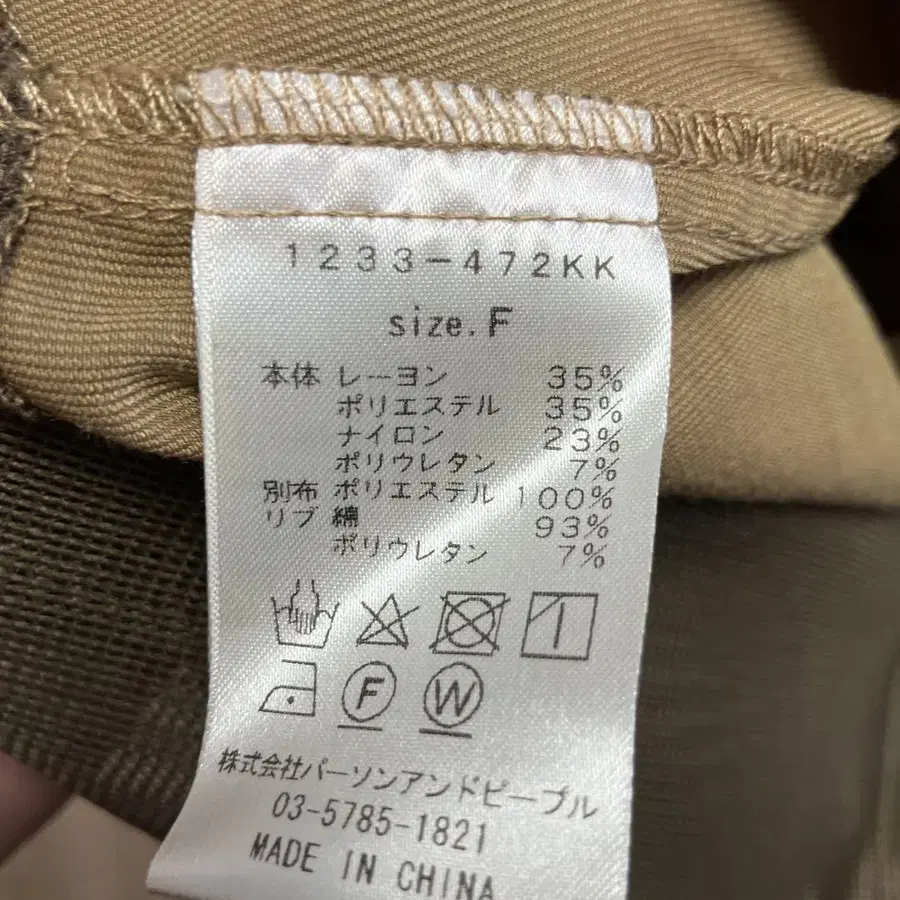 1233-472KK
size.F
本体 レーヨン 35%
ポリエステル 35%
ナイロン 23%
ポリウレタン 7%
別布 ポリエステル 100%
リブ 綿 93%
ポリウレタン 7%
F W
株式会社パーソンアンドピープル
03-5785-1821
MADE IN CHINA